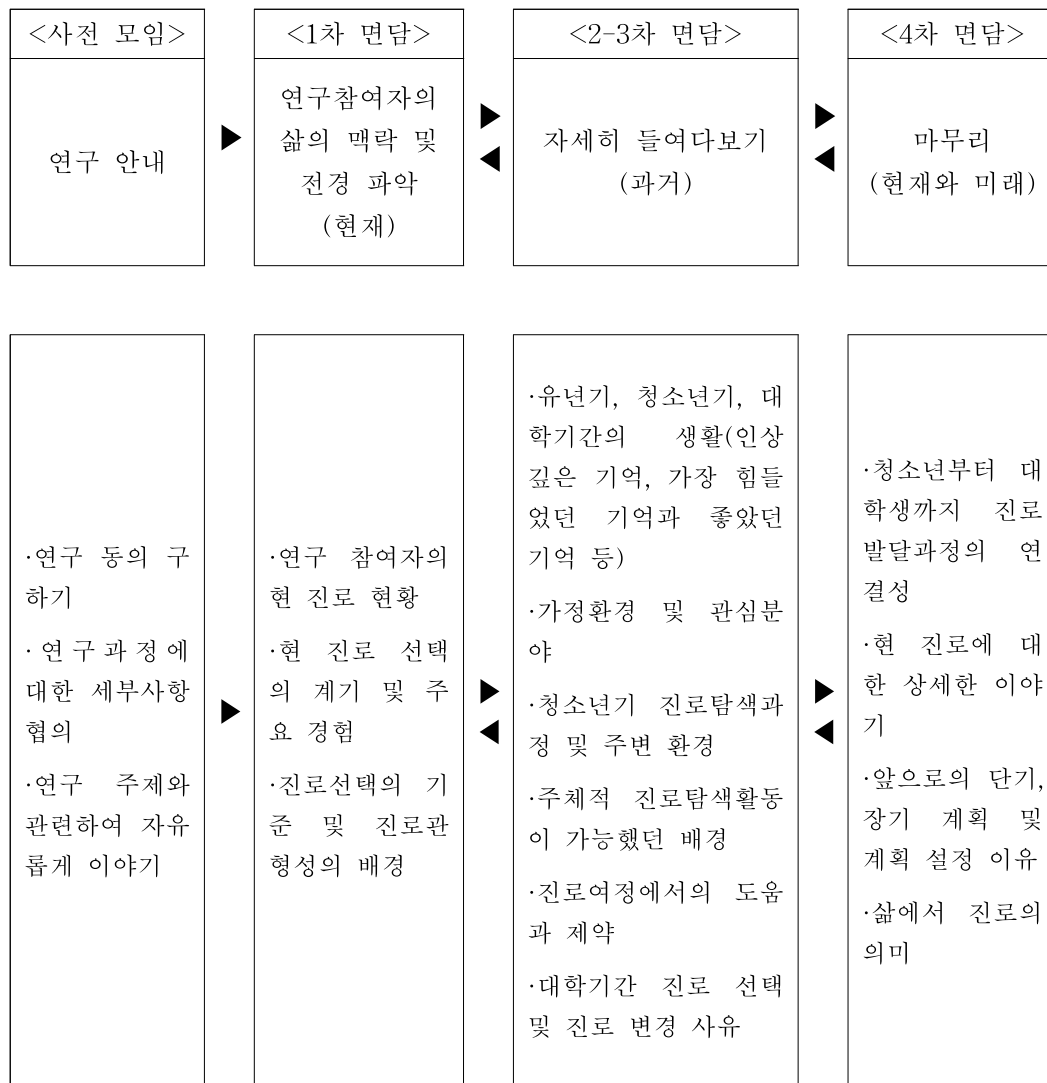 <사전 모임>
연구 안내
<1차 면담>
연구참여자의
삶의 맥락 및
전경 파악
(현재)
<2-3차 면담>
자세히 들여다보기
(과거)
<4차 면담>
마무리
(현재와 미래)
·연구 동의 구
하기
·연구과정에
대한 세부사항
협의
·연구 주제와
관련하여 자유
롭게 이야기
·연구 참여자의
현 진로 현황
·현 진로 선택
의 계기 및 주
요 경험
·진로선택의 기
준 및 진로관
형성의 배경
·유년기, 청소년기, 대
학기간의 생활(인상
깊은 기억, 가장 힘들
었던 기억과 좋았던
기억 등)
·가정환경 및 관심분
야
·청소년기 진로탐색과
정 및 주변 환경
·주체적 진로탐색활동
이 가능했던 배경
·진로여정에서의 도움
과 제약
·대학기간 진로 선택
및 진로 변경 사유
·청소년부터 대
학생까지 진로
발달과정의 연
결성
·현 진로에 대
한 상세한 이야
기
·앞으로의 단기,
장기 계획 및
계획 설정 이유
·삶에서 진로의
의미